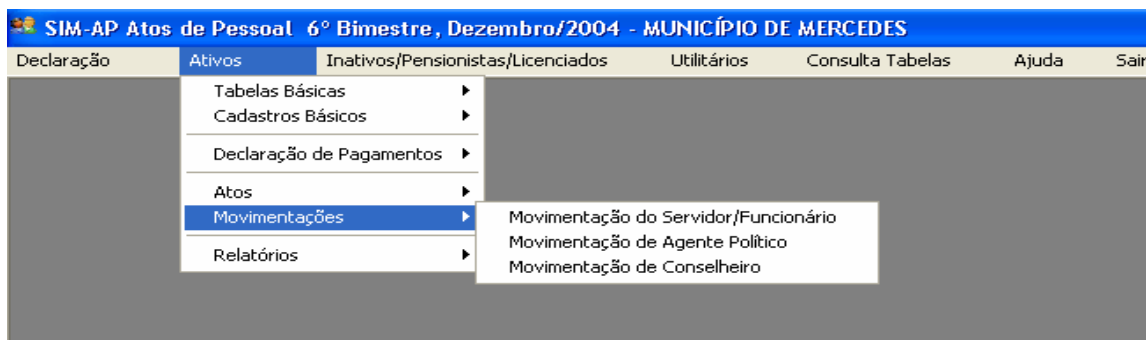 SIM-AP Atos de Pessoal 6º Bimestre, Dezembro/2004 - MUNICÍPIO DE MERCEDES
Declaração Ativos Inativos/Pensionistas/Licenciados Utilitários Consulta Tabelas Ajuda Sair
Tabelas Básicas
Cadastros Básicos
Declaração de Pagamentos
Atos
Movimentações
Relatórios
Movimentação do Servidor/Funcionário
Movimentação de Agente Político
Movimentação de Conselheiro